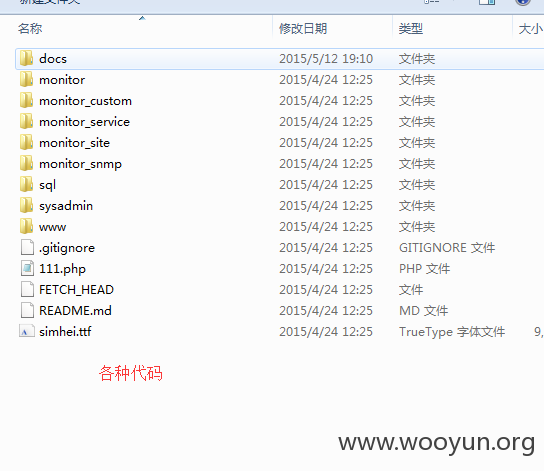 新建文件夹
名称 修改日期 类型 大小
docs 2015/5/12 19:10 文件夹
monitor 2015/4/24 12:25 文件夹
monitor_custom 2015/4/24 12:25 文件夹
monitor_service 2015/4/24 12:25 文件夹
monitor_site 2015/4/24 12:25 文件夹
monitor_snmp 2015/4/24 12:25 文件夹
sql 2015/4/24 12:25 文件夹
sysadmin 2015/4/24 12:25 文件夹
www 2015/4/24 12:25 文件夹
.gitignore 2015/4/24 12:25 GITIGNORE 文件
111.php 2015/4/24 12:25 PHP 文件
FETCH_HEAD 2015/4/24 12:25 文件
README.md 2015/4/24 12:25 MD 文件
simhei.ttf 2015/4/24 12:25 TrueType 字体文件 9,
各种代码
www.wooyun.org